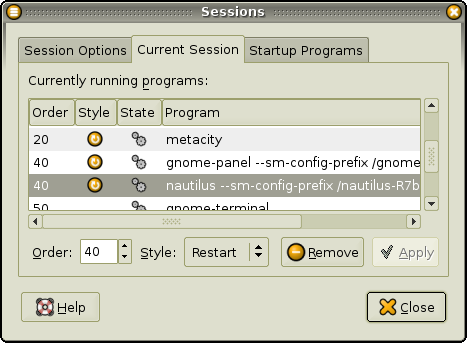 Sessions
Session Options Current Session Startup Programs
Currently running programs:
Order Style State Program
20 metacity
40 gnome-panel --sm-config-prefix /gnome
40 nautilus --sm-config-prefix /nautilus-R7b
50 gnome-terminal
Order: 40 Style: Restart Remove Apply
Help Close